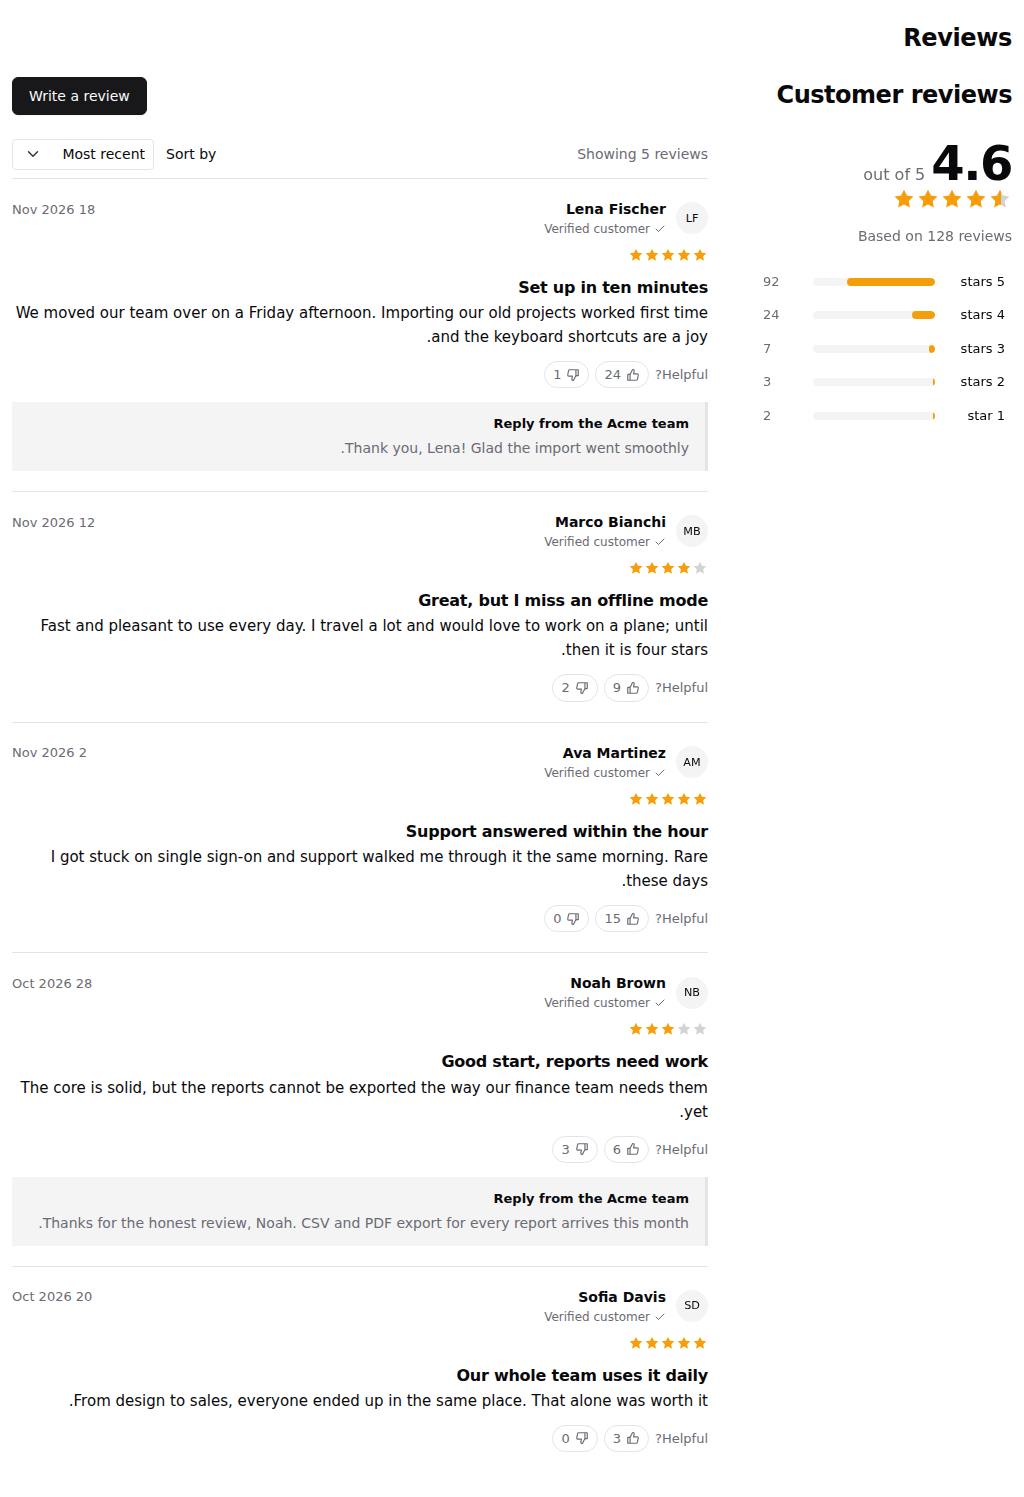 Reviews
Customer reviews
out of 5 4.6
Based on 128 reviews
stars 5 92
stars 4 24
stars 3 7
stars 2 3
star 1 2
Write a review
Showing 5 reviews
Sort by Most recent
LF Lena Fischer
Nov 2026 18
Verified customer
Set up in ten minutes
We moved our team over on a Friday afternoon. Importing our old projects worked first time
.and the keyboard shortcuts are a joy
?Helpful 24 1
Reply from the Acme team
.Thank you, Lena! Glad the import went smoothly
MB Marco Bianchi
Nov 2026 12
Verified customer
Great, but I miss an offline mode
Fast and pleasant to use every day. I travel a lot and would love to work on a plane; until
.then it is four stars
?Helpful 9 2
AM Ava Martinez
Nov 2026 2
Verified customer
Support answered within the hour
I got stuck on single sign-on and support walked me through it the same morning. Rare
.these days
?Helpful 15 0
NB Noah Brown
Oct 2026 28
Verified customer
Good start, reports need work
The core is solid, but the reports cannot be exported the way our finance team needs them
.yet
?Helpful 6 3
Reply from the Acme team
.Thanks for the honest review, Noah. CSV and PDF export for every report arrives this month
SD Sofia Davis
Oct 2026 20
Verified customer
Our whole team uses it daily
.From design to sales, everyone ended up in the same place. That alone was worth it
?Helpful 3 0